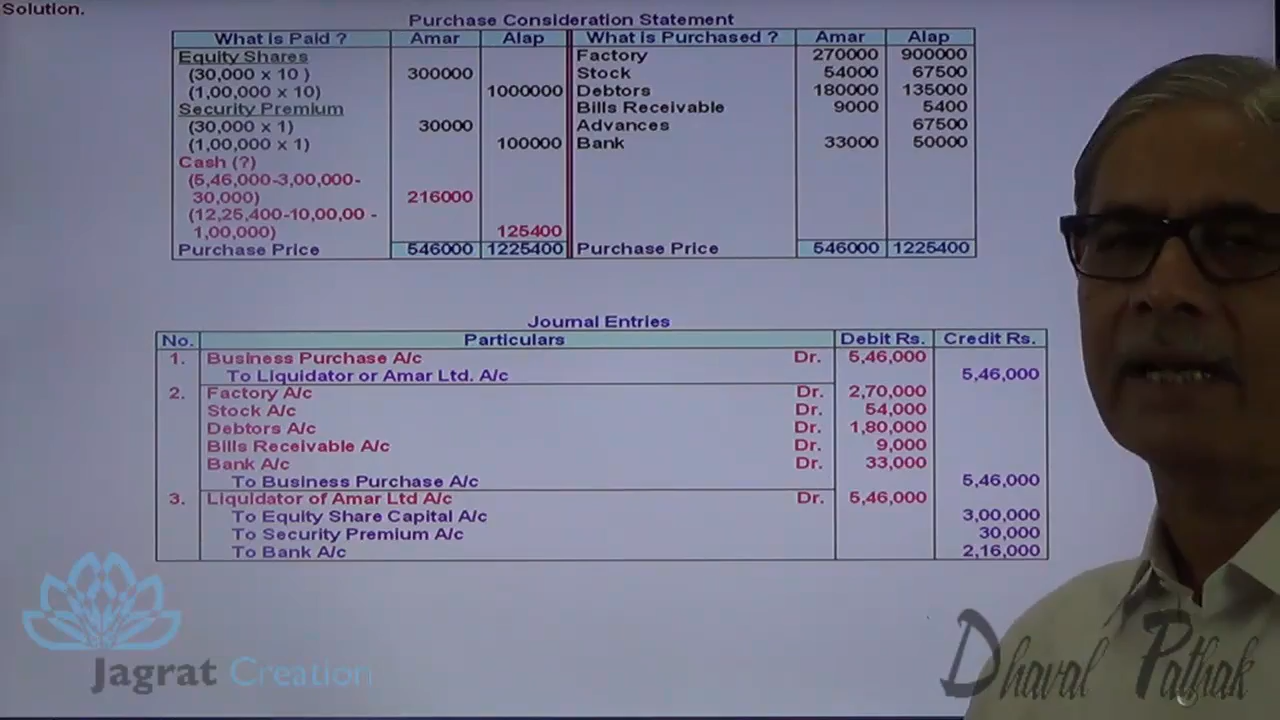 Solution.
Purchase Consideration Statement
What is Paid ? Amar Alap What is Purchased ? Amar Alap
Equity Shares Factory 270000 900000
(30,000 x 10 ) 300000 Stock 54000 67500
(1,00,000 x 10) 1000000 Debtors 180000 135000
Security Premium Bills Receivable 9000 5400
(30,000 x 1) 30000 Advances 67500
(1,00,000 x 1) 100000 Bank 33000 50000
Cash (?)
(5,46,000-3,00,000-
30,000) 216000
(12,25,400-10,00,00 -
1,00,000) 125400
Purchase Price 546000 1225400 Purchase Price 546000 1225400
Journal Entries
No. Particulars Debit Rs. Credit Rs.
1. Business Purchase A/c Dr. 5,46,000
To Liquidator or Amar Ltd. A/c 5,46,000
2. Factory A/c Dr. 2,70,000
Stock A/c Dr. 54,000
Debtors A/c Dr. 1,80,000
Bills Receivable A/c Dr. 9,000
Bank A/c Dr. 33,000
To Business Purchase A/c 5,46,000
3. Liquidator of Amar Ltd A/c Dr. 5,46,000
To Equity Share Capital A/c 3,00,000
To Security Premium A/c 30,000
To Bank A/c 2,16,000
Jagrat Creation
Dhaval Pathak